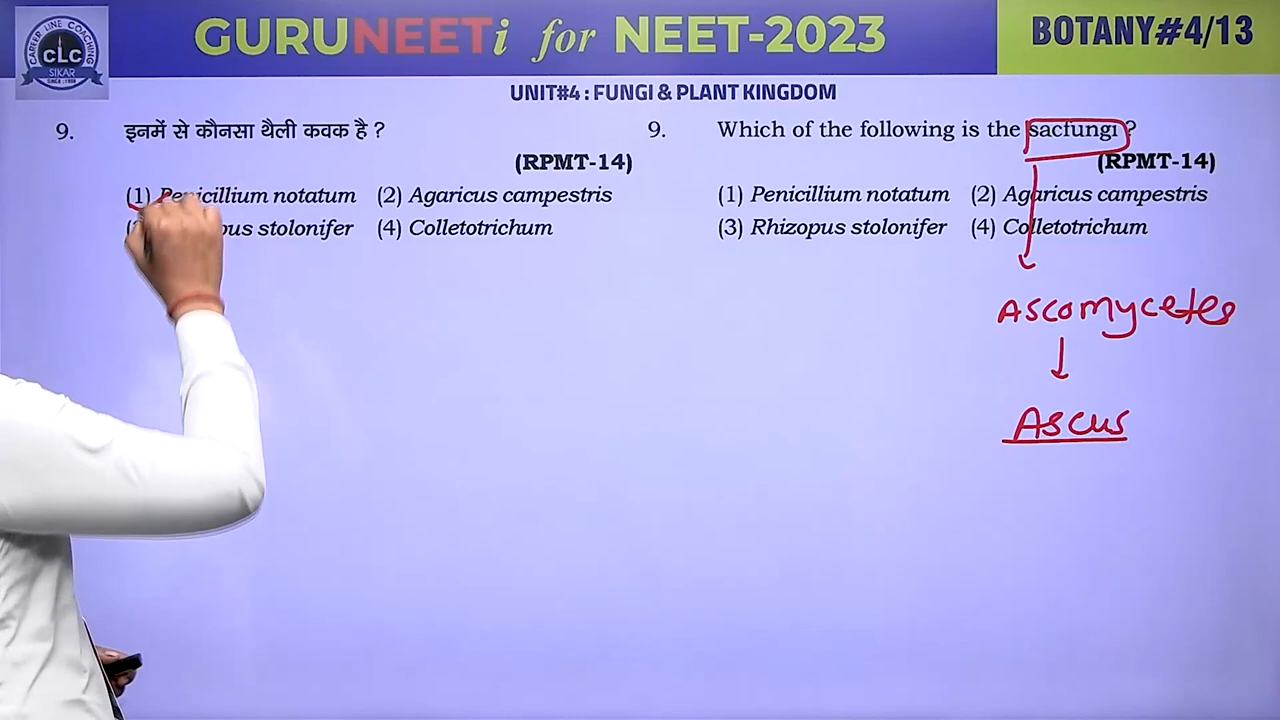 GURUNEETi for NEET-2023
BOTANY#4/13
CAREER LINE COACHING
CLC
SIKAR
UNIT#4 : FUNGI & PLANT KINGDOM
9. इनमें से कौनसा थैली कवक है ?
(RPMT-14)
(1) Penicillium notatum (2) Agaricus campestris
pus stolonifer (4) Colletotrichum
9. Which of the following is the sacfungi ?
(RPMT-14)
(1) Penicillium notatum (2) Agaricus campestris
(3) Rhizopus stolonifer (4) Colletotrichum
Ascomycetes
Ascus